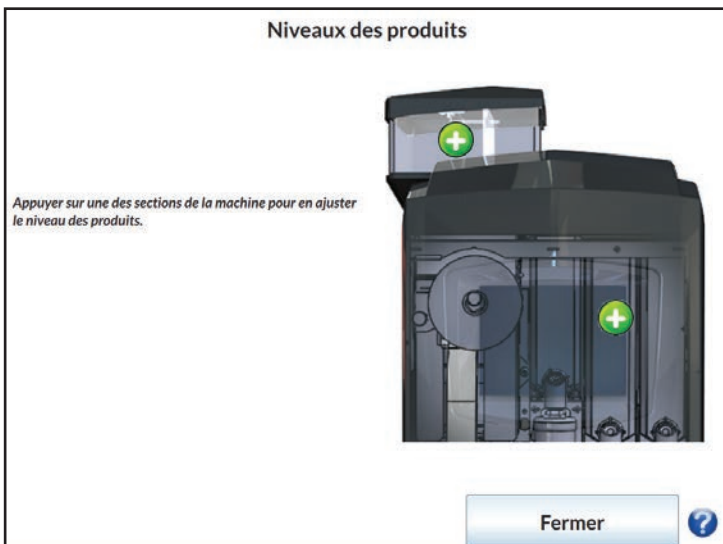 Niveaux des produits
Appuyer sur une des sections de la machine pour en ajuster
le niveau des produits.
Fermer
?